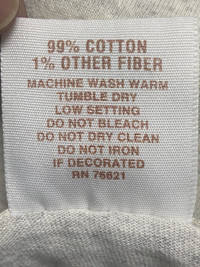 99% COTTON
1% OTHER FIBER
MACHINE WASH WARM
TUMBLE DRY
LOW SETTING
DO NOT BLEACH
DO NOT DRY CLEAN
DO NOT IRON
IF DECORATED
RN 76621